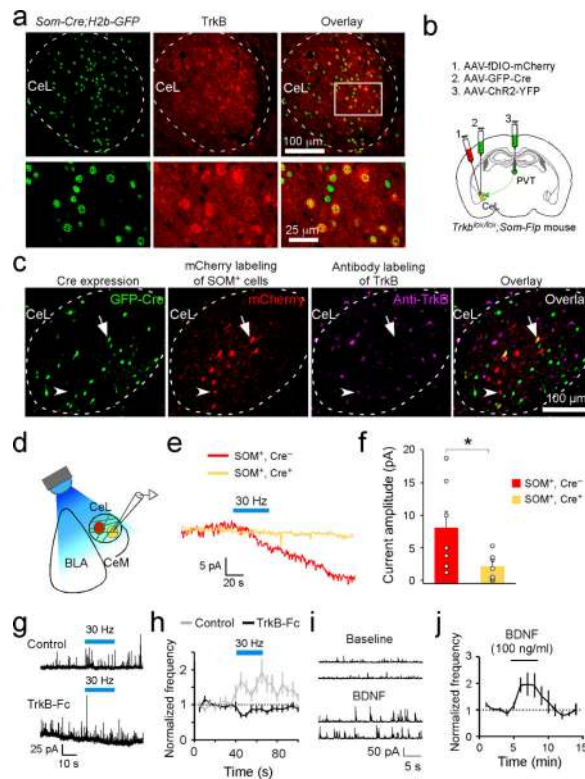 a
Som-Cre;H2b-GFP
TrkB
Overlay
CeL
CeL
100 µm
25 µm
b
1. AAV-fDIO-mCherry
2. AAV-GFP-Cre
3. AAV-ChR2-YFP
3
2
1
PVT
CeL
Trkb^lox/lox;Som-Flp mouse
c
Cre expression
mCherry labeling
of SOM⁺ cells
Antibody labeling
of TrkB
Overlay
CeL
GFP-Cre
CeL
mCherry
CeL
Anti-TrkB
CeL
Overlay
100 µm
d
CeL
BLA
CeM
e
SOM⁺, Cre⁻
SOM⁺, Cre⁺
30 Hz
5 pA
20 s
f
Current amplitude (pA)
20
15
10
5
0
*
SOM⁺, Cre⁻
SOM⁺, Cre⁺
g
30 Hz
Control
30 Hz
TrkB-Fc
25 pA
10 s
h
Control
TrkB-Fc
30 Hz
Normalized frequency
2
1
0
0
50
100
Time (s)
i
Baseline
BDNF
50 pA
5 s
j
BDNF
(100 ng/ml)
Normalized frequency
3
2
1
0
0
5
10
15
Time (min)